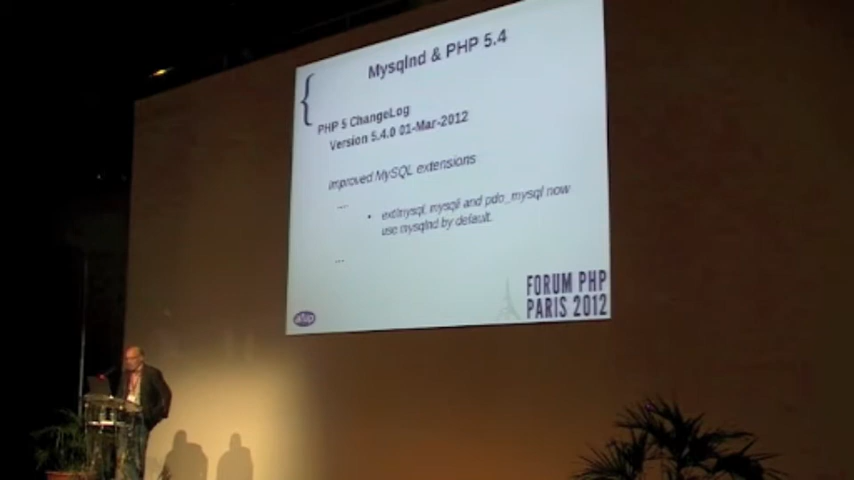 Mysqlnd & PHP 5.4
{
PHP 5 ChangeLog
Version 5.4.0 01-Mar-2012
Improved MySQL extensions
....
• ext/mysql, mysqli and pdo_mysql now
use mysqlnd by default.
...
afup
FORUM PHP
PARIS 2012